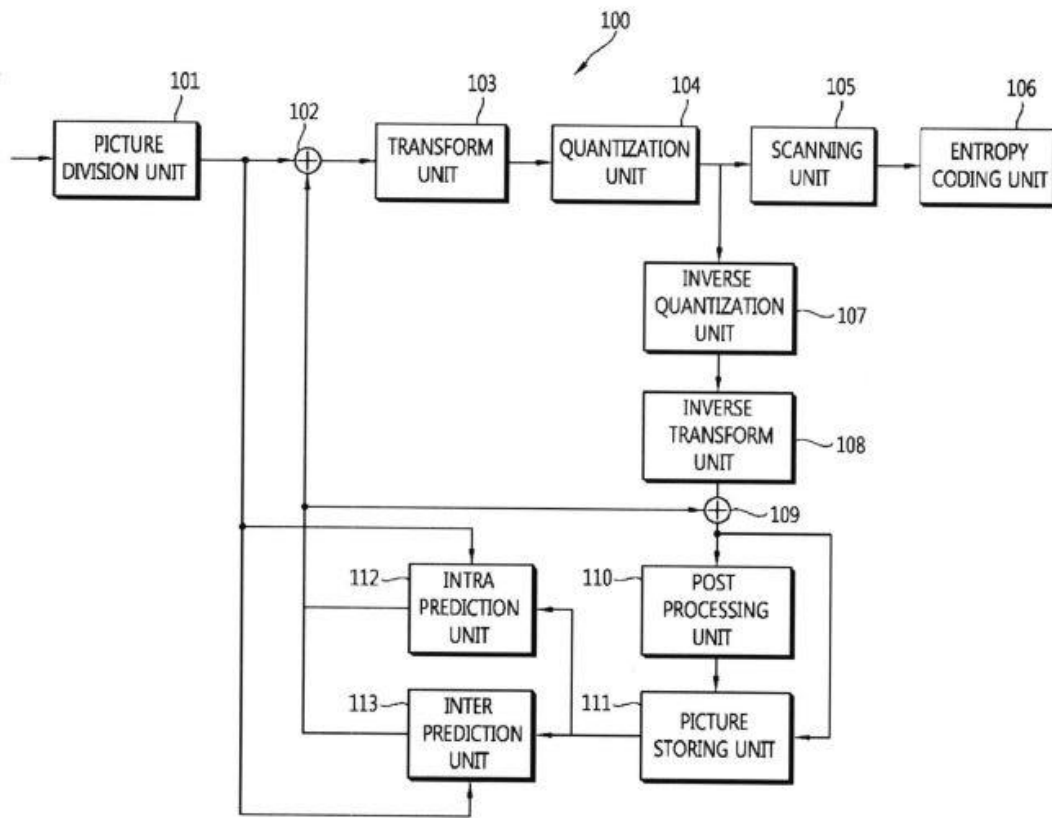 100
101
102
103
104
105
106
PICTURE
DIVISION UNIT
TRANSFORM
UNIT
QUANTIZATION
UNIT
SCANNING
UNIT
ENTROPY
CODING UNIT
INVERSE
QUANTIZATION
UNIT
107
INVERSE
TRANSFORM
UNIT
108
109
112
INTRA
PREDICTION
UNIT
110
POST
PROCESSING
UNIT
113
INTER
PREDICTION
UNIT
111
PICTURE
STORING UNIT